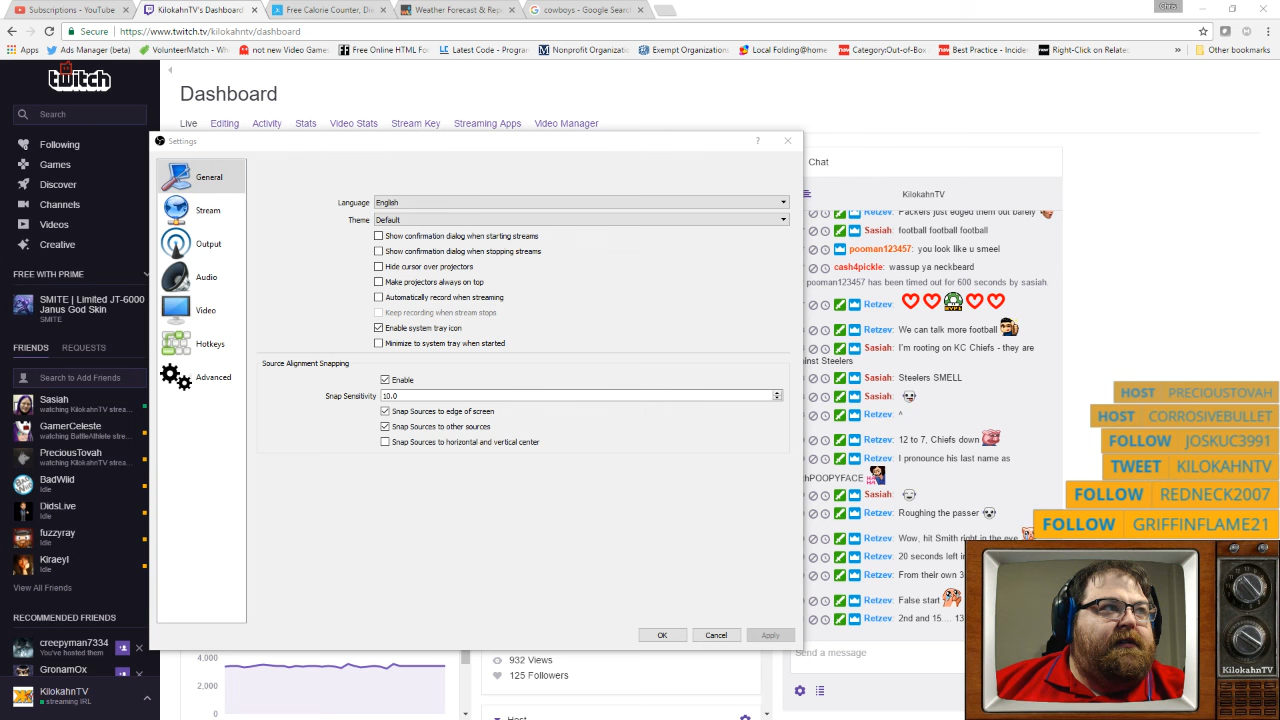 Subscriptions - YouTube
KilokahnTV's Dashboard
Free Calorie Counter, Di
Weather Forecast & Rep
cowboys - Google Search
Chris
Secure
https://www.twitch.tv/kilokahntv/dashboard
Apps
Ads Manager (beta)
VolunteerMatch - Wh
not new Video Games
Free Online HTML For
Latest Code - Progra
Nonprofit Organizatio
Exempt Organization
Local Folding@home
CategoryOut-of-Box
Best Practice - Incide
Right-Click on Relate
Other bookmarks
twitch
Search
Following
Games
Discover
Channels
Videos
Creative
FREE WITH PRIME
SMITE | Limited JT-6000
Janus God Skin
SMITE
FRIENDS REQUESTS
Search to Add Friends
Sasiah
watching KilokahnTV strea...
GamerCeleste
watching BattleAthlete stre...
PreciousTovah
watching KilokahnTV strea...
BadWild
Idle
DidsLive
Idle
fuzzyray
Idle
Kiraeyl
Idle
View All Friends
RECOMMENDED FRIENDS
creepyman7334
You've hosted them
GronamOx
KilokahnTV
streaming IRL
Dashboard
Live Editing Activity Stats Video Stats Stream Key Streaming Apps Video Manager
Settings
?
General
Stream
Output
Audio
Video
Hotkeys
Advanced
Language English
Theme Default
Show confirmation dialog when starting streams
Show confirmation dialog when stopping streams
Hide cursor over projectors
Make projectors always on top
Automatically record when streaming
Keep recording when stream stops
Enable system tray icon
Minimize to system tray when started
Source Alignment Snapping
Enable
Snap Sensitivity 10.0
Snap Sources to edge of screen
Snap Sources to other sources
Snap Sources to horizontal and vertical center
OK Cancel Apply
4,000
2,000
0
932 Views
125 Followers
Host
Chat
KilokahnTV
Retzev: Packers just edged them out barely
Sasiah: football football football
pooman123457: you look like u smeel
cash4pickle: wassup ya neckbeard
pooman123457 has been timed out for 600 seconds by sasiah.
Retzev:
Retzev: We can talk more football
Sasiah: I'm rooting on KC Chiefs - they are
inst Steelers
Sasiah: Steelers SMELL
Sasiah:
Retzev: ^
Retzev: 12 to 7, Chiefs down
Retzev: I pronounce his last name as
hPOOPYFACE
Sasiah:
Retzev: Roughing the passer
Retzev: Wow, hit Smith right in the eye
Retzev: 20 seconds left in
Retzev: From their own 3
Retzev: False start
Retzev: 2nd and 15.... 13
Send a message
HOST PRECIOUSTOVAH
HOST CORROSIVEBULLET
FOLLOW JOSKUC3991
TWEET KILOKAHNTV
FOLLOW REDNECK2007
FOLLOW GRIFFINFLAME21
KilokahnTV